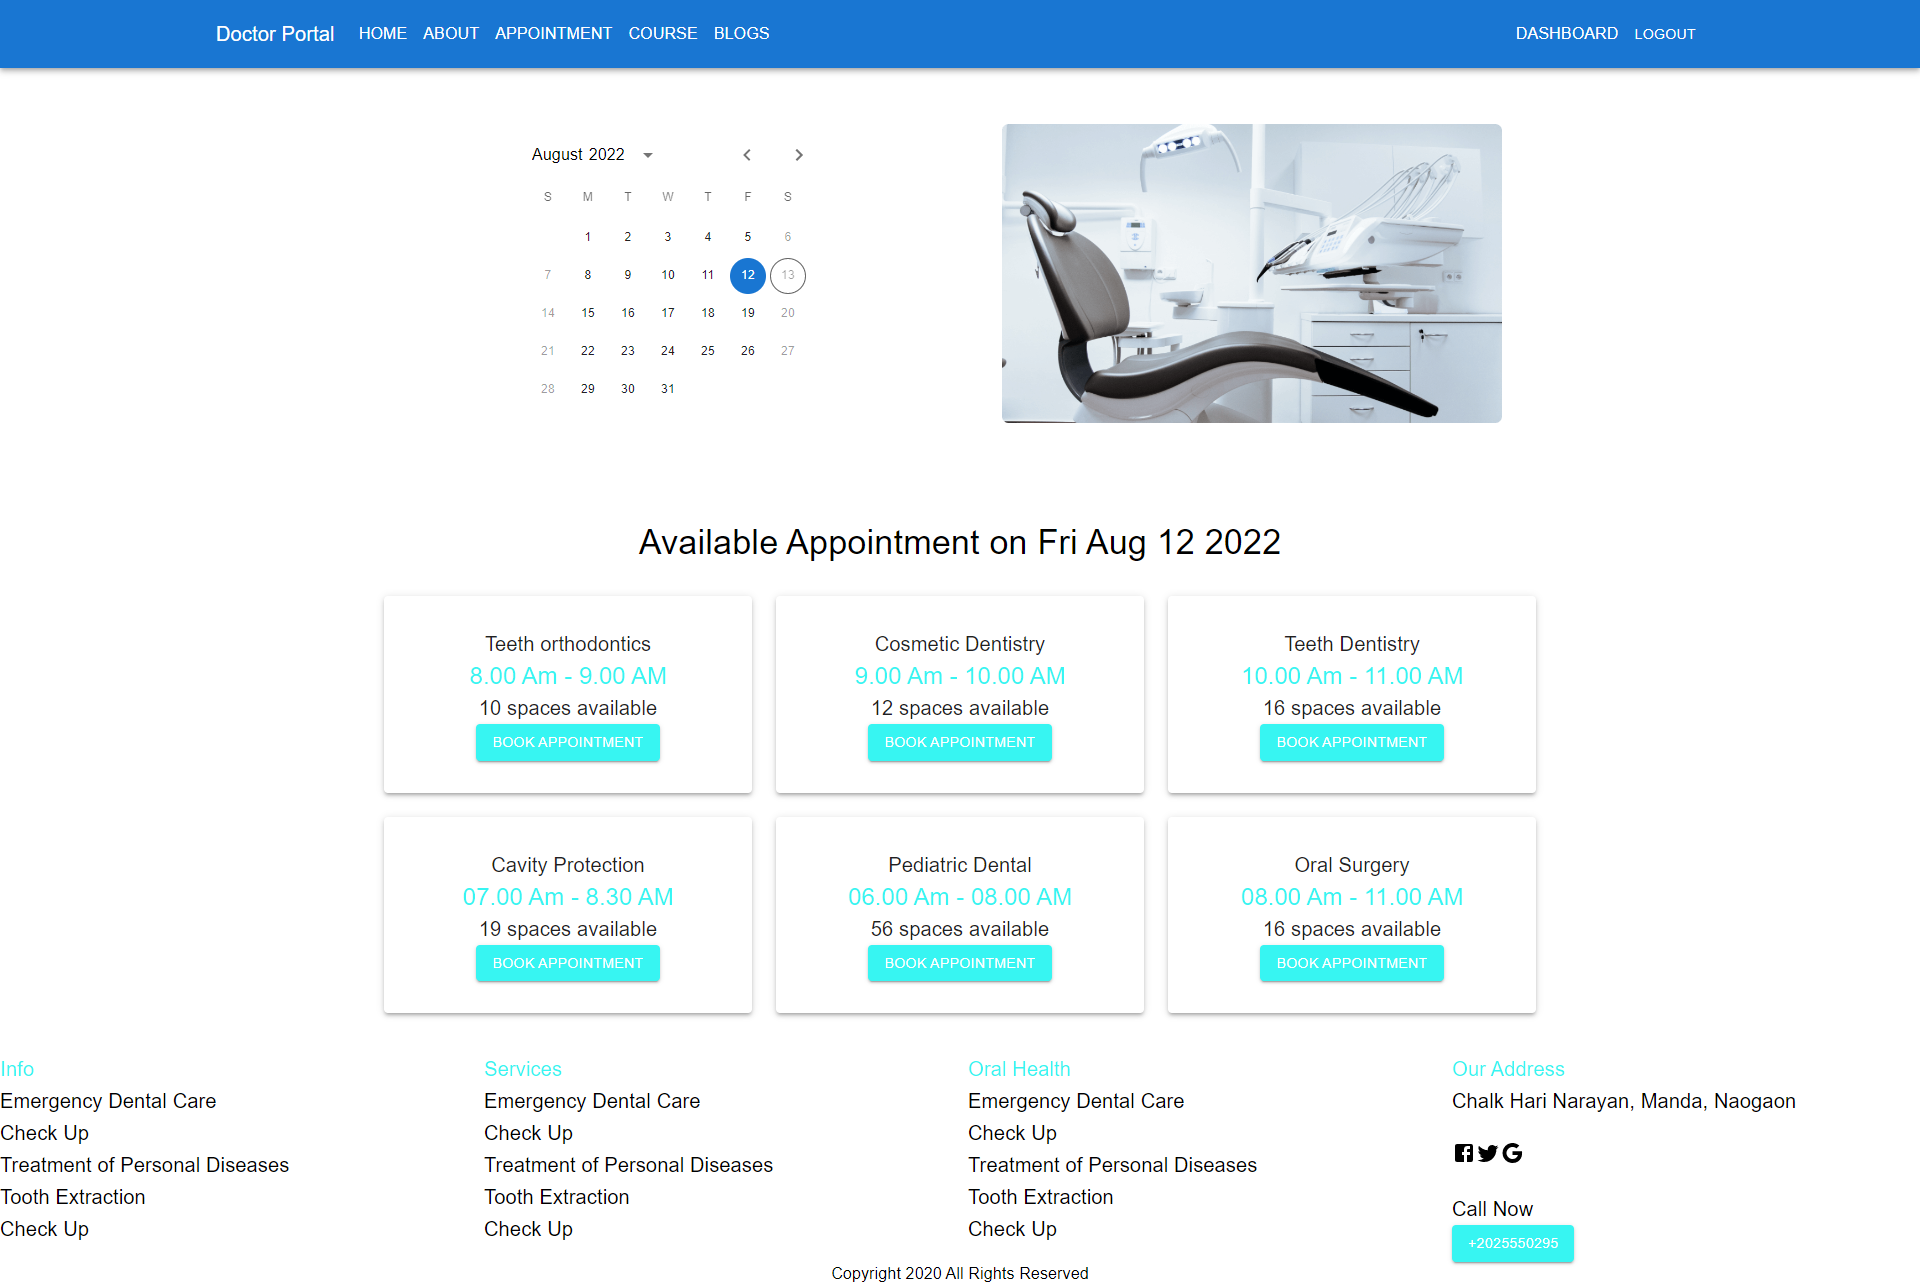 Doctor Portal HOME ABOUT APPOINTMENT COURSE BLOGS DASHBOARD LOGOUT
August 2022
S M T W T F S
1 2 3 4 5 6
7 8 9 10 11 12 13
14 15 16 17 18 19 20
21 22 23 24 25 26 27
28 29 30 31
Available Appointment on Fri Aug 12 2022
Teeth orthodontics
8.00 Am - 9.00 AM
10 spaces available
BOOK APPOINTMENT
Cosmetic Dentistry
9.00 Am - 10.00 AM
12 spaces available
BOOK APPOINTMENT
Teeth Dentistry
10.00 Am - 11.00 AM
16 spaces available
BOOK APPOINTMENT
Cavity Protection
07.00 Am - 8.30 AM
19 spaces available
BOOK APPOINTMENT
Pediatric Dental
06.00 Am - 08.00 AM
56 spaces available
BOOK APPOINTMENT
Oral Surgery
08.00 Am - 11.00 AM
16 spaces available
BOOK APPOINTMENT
Info
Emergency Dental Care
Check Up
Treatment of Personal Diseases
Tooth Extraction
Check Up
Services
Emergency Dental Care
Check Up
Treatment of Personal Diseases
Tooth Extraction
Check Up
Oral Health
Emergency Dental Care
Check Up
Treatment of Personal Diseases
Tooth Extraction
Check Up
Our Address
Chalk Hari Narayan, Manda, Naogaon
Call Now
+2025550295
Copyright 2020 All Rights Reserved